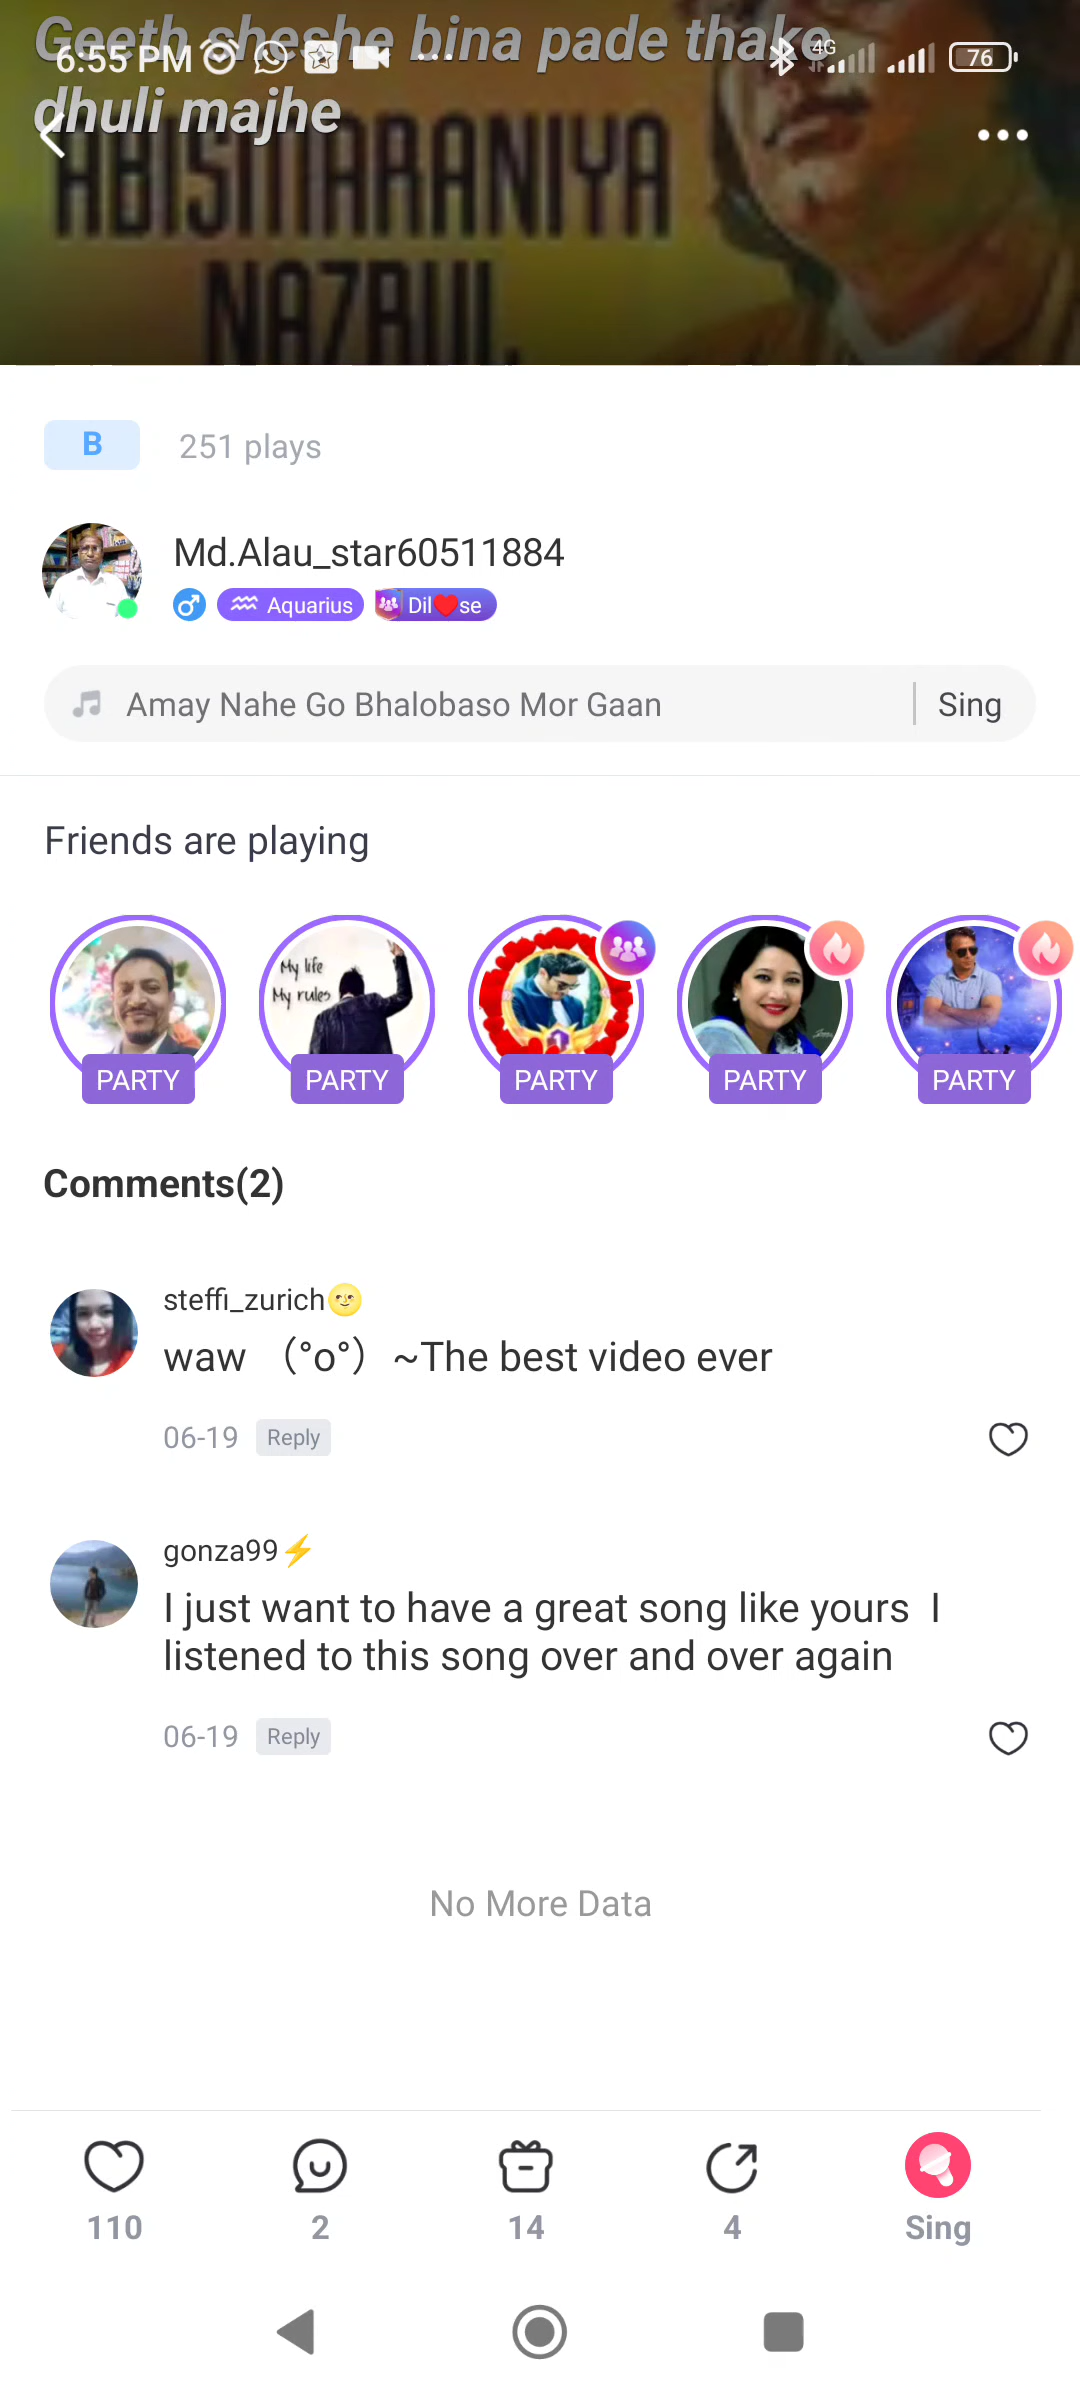 Geeth sheshe bina pade thake
6:55 PM
4G
76
dhuli majhe
ABISMARANIYA
NAZRUL
B
251 plays
Md.Alau_star60511884
Aquarius
Dil❤️se
Amay Nahe Go Bhalobaso Mor Gaan
Sing
Friends are playing
My life
My rules
1
PARTY
PARTY
PARTY
PARTY
PARTY
Comments(2)
steffi_zurich🌝
waw （°o°）~The best video ever
06-19 Reply
gonza99⚡
I just want to have a great song like yours I
listened to this song over and over again
06-19 Reply
No More Data
110
2
14
4
Sing